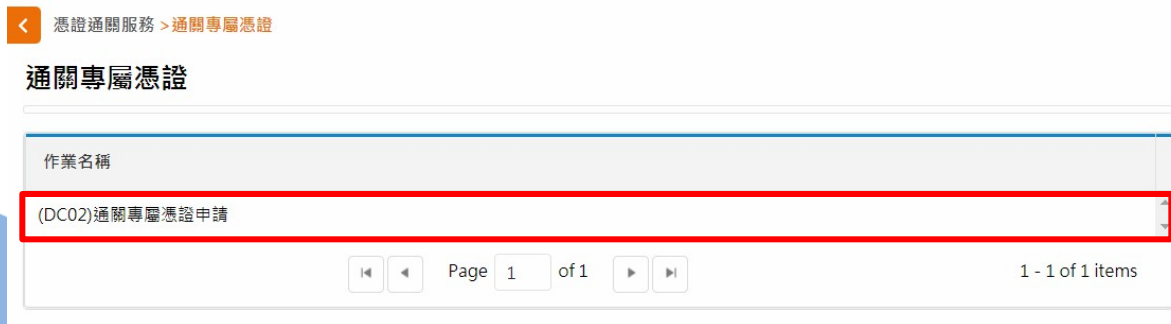 憑證通關服務 >通關專屬憑證
通關專屬憑證
作業名稱
(DC02)通關專屬憑證申請
Page 1 of 1 1 - 1 of 1 items